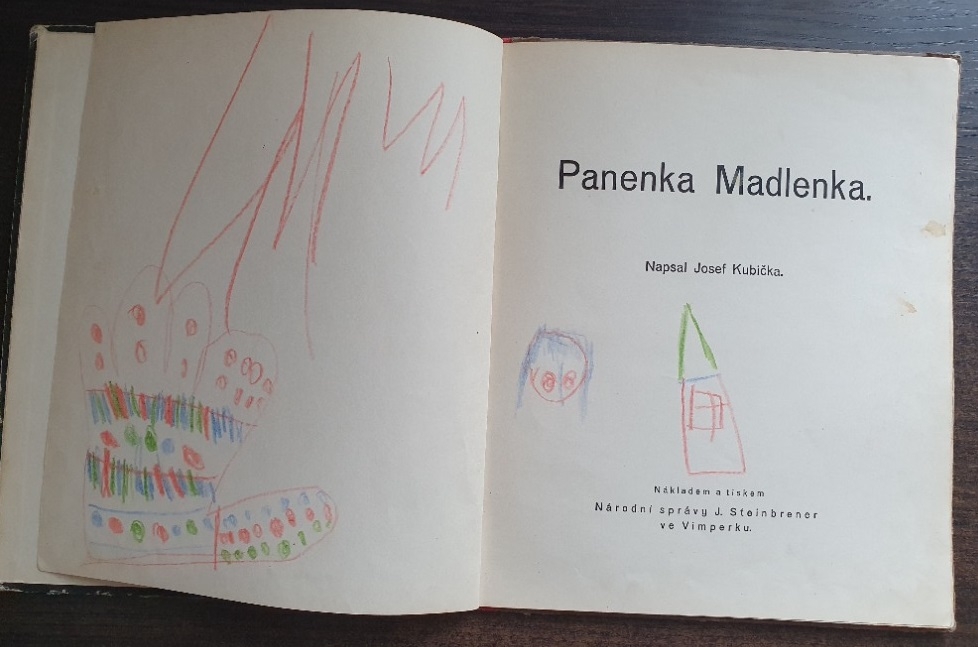 Panenka Madlenka.
Napsal Josef Kubička.
Nákladem a tiskem
Národní správy J. Steinbrener
ve Vimperku.